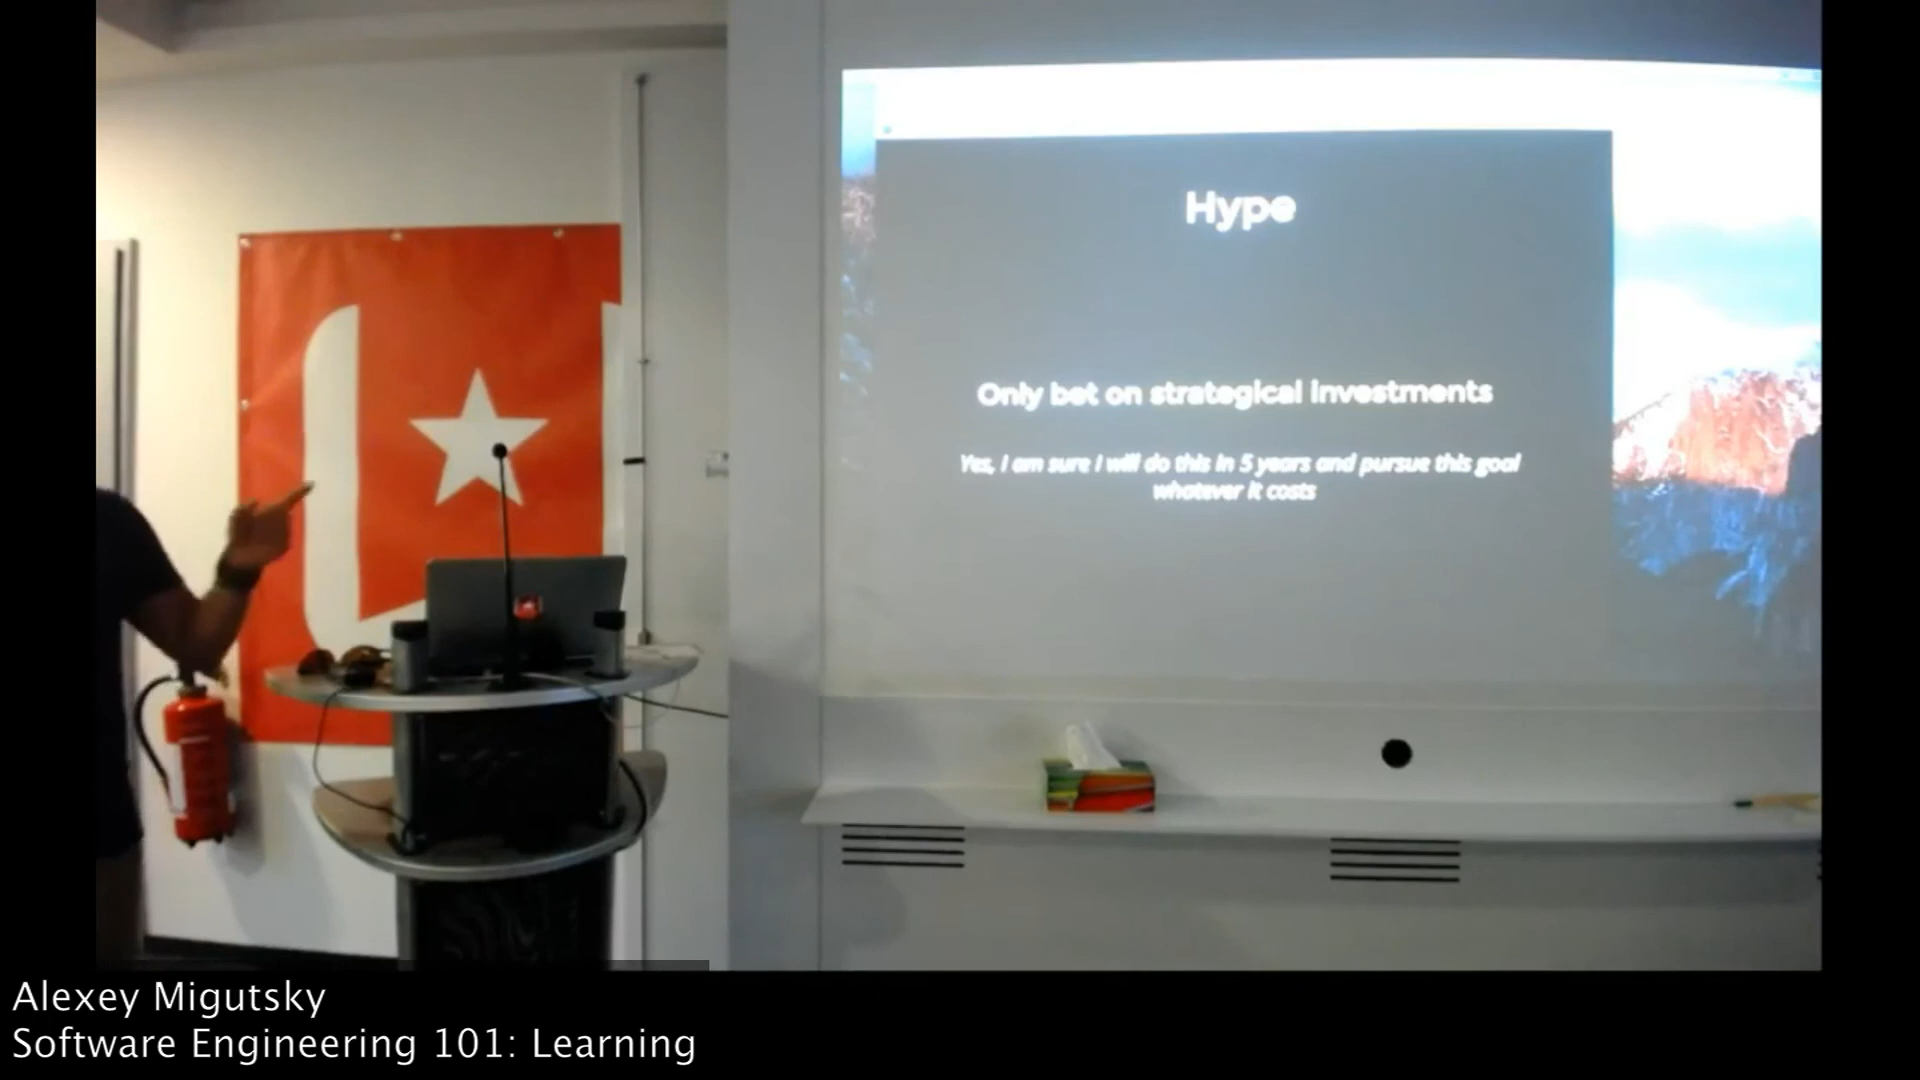 Hype
Only bet on strategical investments
Yes, I am sure I will do this in 5 years and pursue this goal
whatever it costs
Alexey Migutsky
Software Engineering 101: Learning